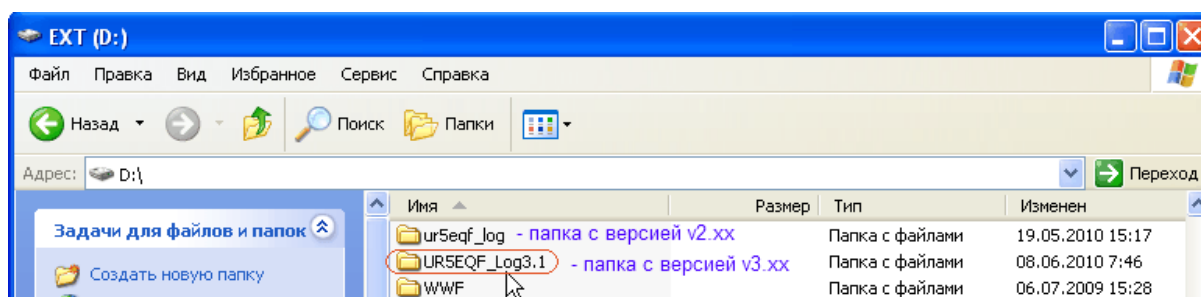 EXT (D:)
Файл Правка Вид Избранное Сервис Справка
Назад Поиск Папки
Адрес: D:\ Переход
Имя Размер Тип Изменен
Задачи для файлов и папок
ur5eqf_log - папка с версией v2.xx Папка с файлами 19.05.2010 15:17
UR5EQF_Log3.1 - папка с версией v3.xx Папка с файлами 08.06.2010 7:46
Создать новую папку
WWF Папка с файлами 06.07.2009 15:28